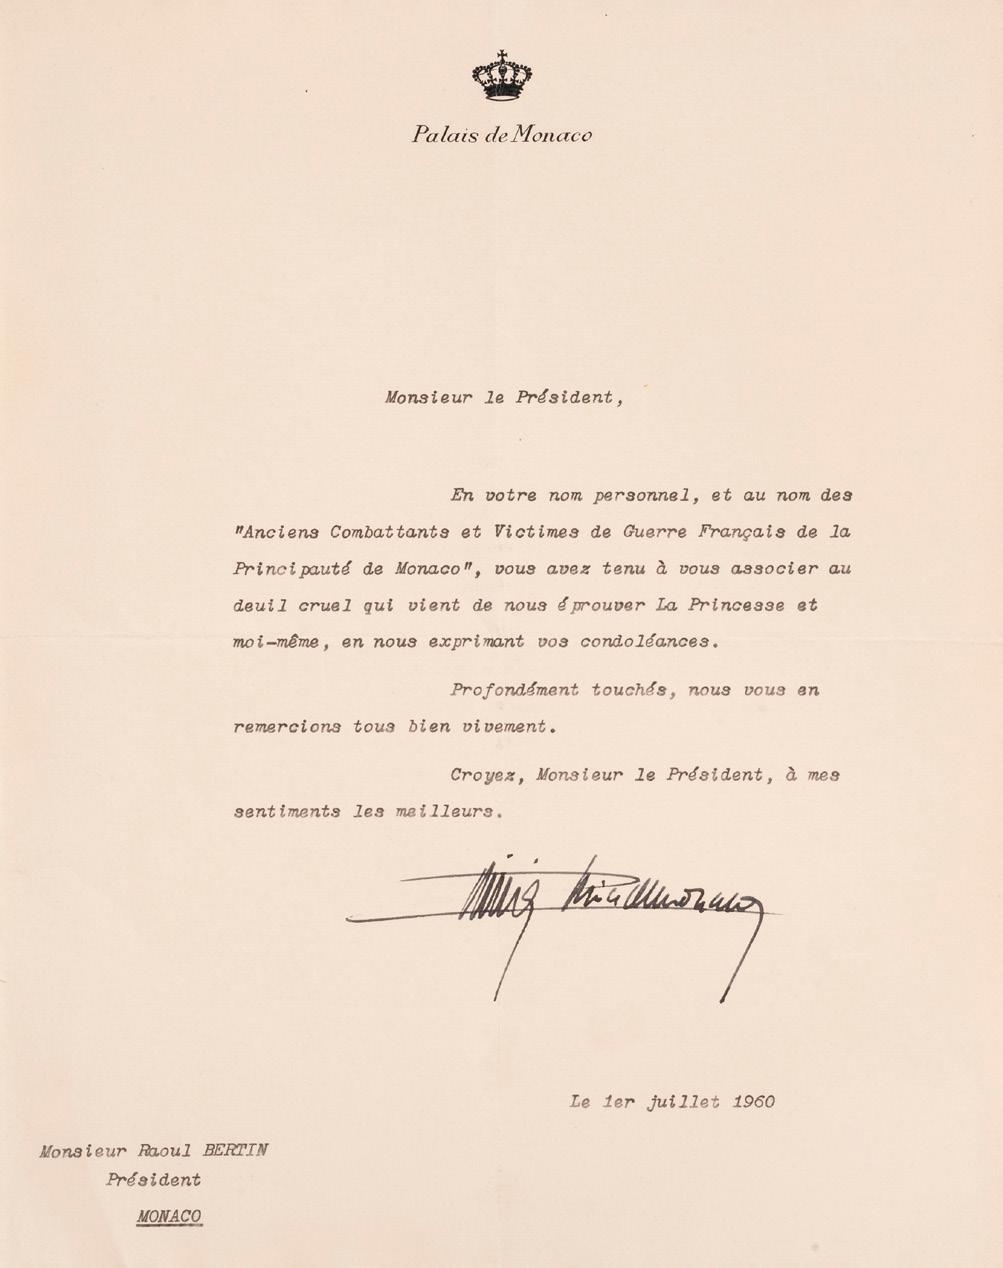 Palais de Monaco
Monsieur le Président,
En votre nom personnel, et au nom des
"Anciens Combattants et Victimes de Guerre Français de la
Principauté de Monaco", vous avez tenu à vous associer au
deuil cruel qui vient de nous éprouver La Princesse et
moi-même, en nous exprimant vos condoléances.
Profondément touchés, nous vous en
remercions tous bien vivement.
Croyez, Monsieur le Président, à mes
sentiments les meilleurs.
Le 1er juillet 1960
Monsieur Raoul BERTIN
Président
MONACO